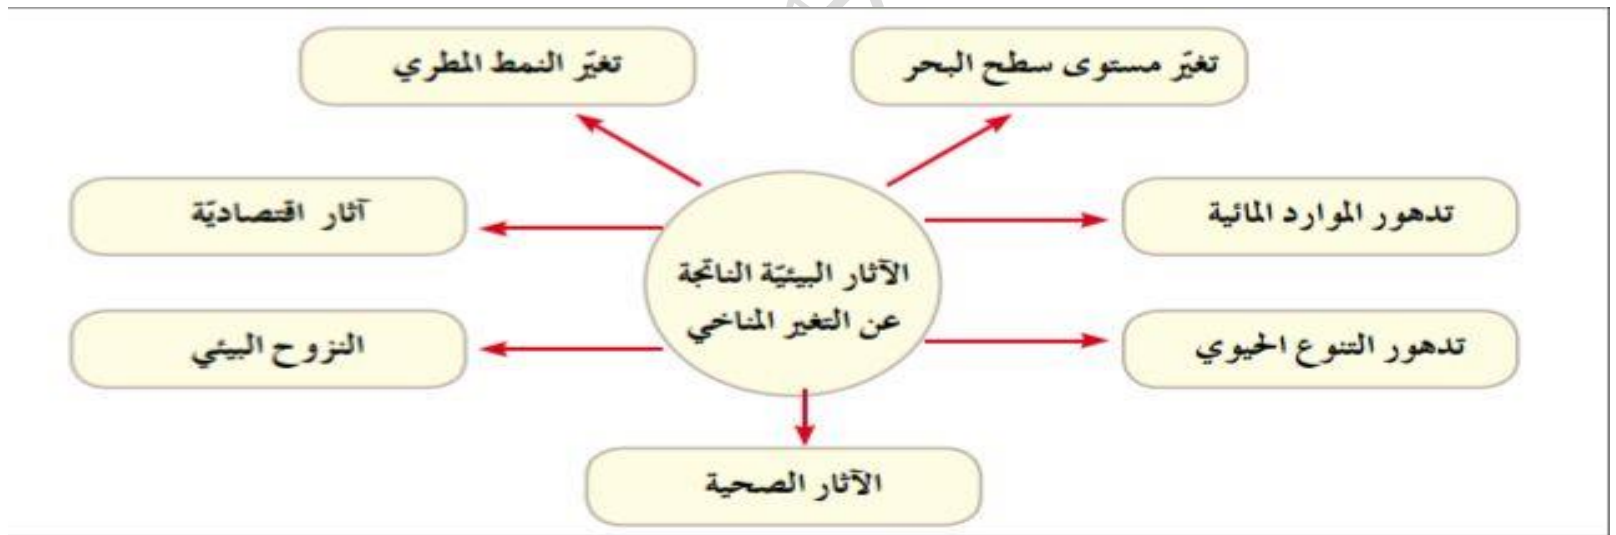 تغيّر مستوى سطح البحر
تغيّر النمط المطري
تدهور الموارد المائية
آثار اقتصاديّة
الآثار البيئيّة الناتجة
عن التغير المناخي
تدهور التنوع الحيوي
النزوح البيئي
الآثار الصحية